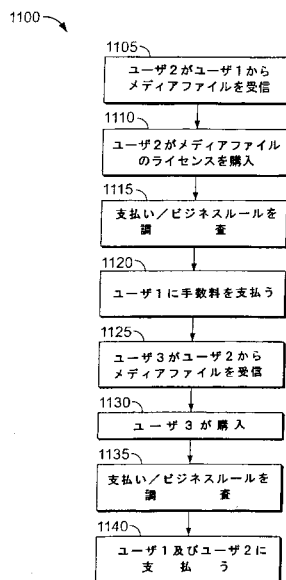 1100
1105
ユーザ2がユーザ1から
メディアファイルを受信
1110
ユーザ2がメディアファイル
のライセンスを購入
1115
支払い/ビジネスルールを
調査
1120
ユーザ1に手数料を支払う
1125
ユーザ3がユーザ2から
メディアファイルを受信
1130
ユーザ3が購入
1135
支払い/ビジネスルールを
調査
1140
ユーザ1及びユーザ2に
支払う